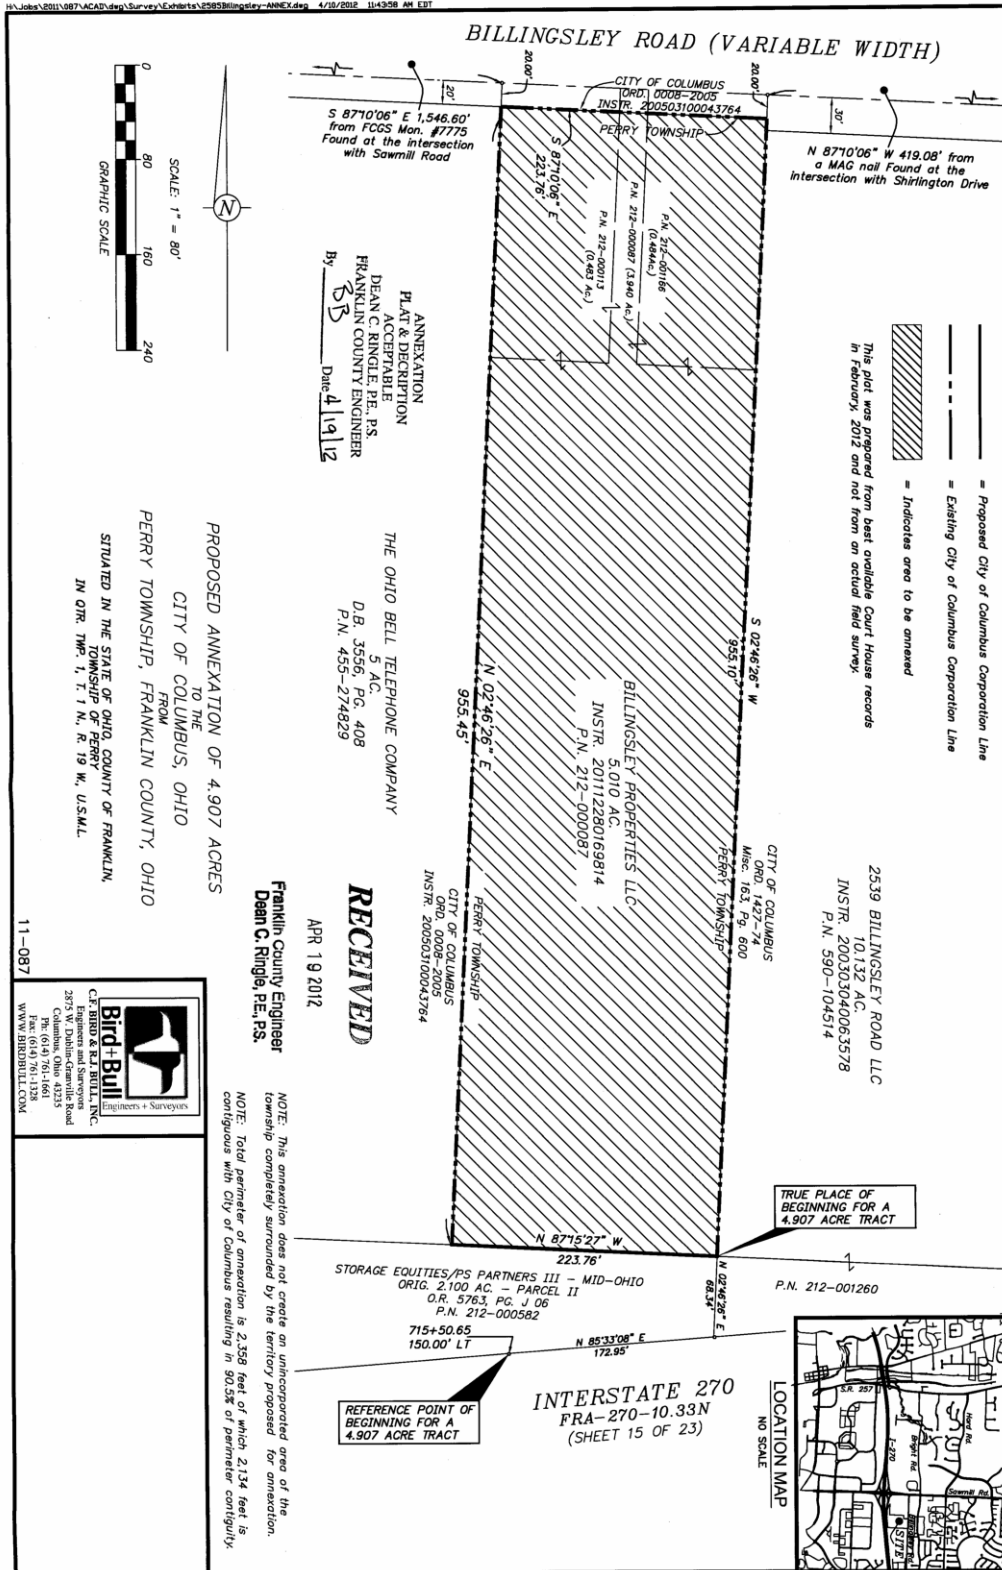 H:\Jobs\2011\087\ACAD\dwg\Survey\Exhibits\2585Billingsley-ANNEX.dwg 4/10/2012 11:43:58 AM EDT
BILLINGSLEY ROAD (VARIABLE WIDTH)
20'
20.00'
CITY OF COLUMBUS
ORD. 0008-2005
INSTR. 200503100043764
PERRY TOWNSHIP
20.00'
30'
S 87°10'06" E 1,546.60'
from FCGS Mon. #7775
Found at the intersection
with Sawmill Road
N 87°10'06" W 419.08' from
a MAG nail Found at the
intersection with Shirlington Drive
S 87°10'06" E
223.76'
P.N. 212-001166
(0.484Ac.)
P.N. 212-000087 (3.940 Ac.)
P.N. 212-000113
(0.483 Ac.)
0
80
160
240
SCALE: 1" = 80'
GRAPHIC SCALE
N
= Proposed City of Columbus Corporation Line
= Existing City of Columbus Corporation Line
= Indicates area to be annexed
This plat was prepared from best available Court House records
in February, 2012 and not from an actual field survey.
ANNEXATION
PLAT & DECRIPTION
ACCEPTABLE
DEAN C. RINGLE, P.E., P.S.
FRANKLIN COUNTY ENGINEER
By BB Date 4/19/12
S 02°46'26" W
955.10'
BILLINGSLEY PROPERTIES LLC
5.010 AC.
INSTR. 201112280169814
P.N. 212-000087
N 02°46'26" E
955.45'
THE OHIO BELL TELEPHONE COMPANY
5 AC.
D.B. 3556, PG. 408
P.N. 455-274829
PROPOSED ANNEXATION OF 4.907 ACRES
TO THE
CITY OF COLUMBUS, OHIO
FROM
PERRY TOWNSHIP, FRANKLIN COUNTY, OHIO
SITUATED IN THE STATE OF OHIO, COUNTY OF FRANKLIN,
TOWNSHIP OF PERRY
IN QTR. TWP. 1, T. 1 N., R. 19 W., U.S.M.L.
2539 BILLINGSLEY ROAD LLC
10.132 AC.
INSTR. 200303040063578
P.N. 590-104514
CITY OF COLUMBUS
ORD. 1427-74
Misc. 163, Pg. 600
PERRY TOWNSHIP
PERRY TOWNSHIP
CITY OF COLUMBUS
ORD. 0008-2005
INSTR. 200503100043764
RECEIVED
APR 19 2012
Franklin County Engineer
Dean C. Ringle, P.E., P.S.
11-087
Bird+Bull
Engineers + Surveyors
C.F. BIRD & R.J. BULL, INC.
Engineers and Surveyors
2875 W. Dublin-Granville Road
Columbus, Ohio 43235
Ph: (614) 761-1661
Fax: (614) 761-1328
WWW.BIRDBULL.COM
NOTE: This annexation does not create an unincorporated area of the
township completely surrounded by the territory proposed for annexation.
NOTE: Total perimeter of annexation is 2,358 feet of which 2,134 feet is
contiguous with City of Columbus resulting in 90.5% of perimeter contiguity.
TRUE PLACE OF
BEGINNING FOR A
4.907 ACRE TRACT
N 87°15'27" W
223.76'
N 02°46'26" E
68.34'
P.N. 212-001260
STORAGE EQUITIES/PS PARTNERS III - MID-OHIO
ORIG. 2.100 AC. - PARCEL II
O.R. 5763, PG. J 06
P.N. 212-000582
715+50.65
150.00' LT
N 85°33'08" E
172.95'
INTERSTATE 270
FRA-270-10.33N
(SHEET 15 OF 23)
REFERENCE POINT OF
BEGINNING FOR A
4.907 ACRE TRACT
LOCATION MAP
NO SCALE
S.R. 257
I-270
Bright Rd.
Hard Rd.
Sawmill Rd.
Billingsley Rd.
SITE